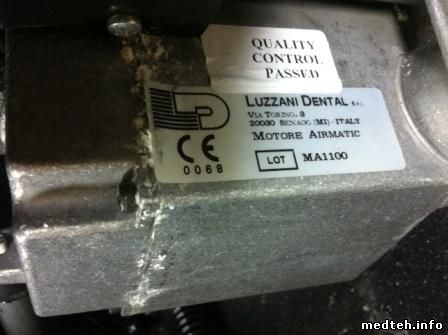 QUALITY
CONTROL
PASSED
LUZZANI DENTAL S.R.L.
VIA TORINO, 3
20030 SENAGO (MI) - ITALY
MOTORE AIRMATIC
CE
0068
LOT MA1100
medteh.info